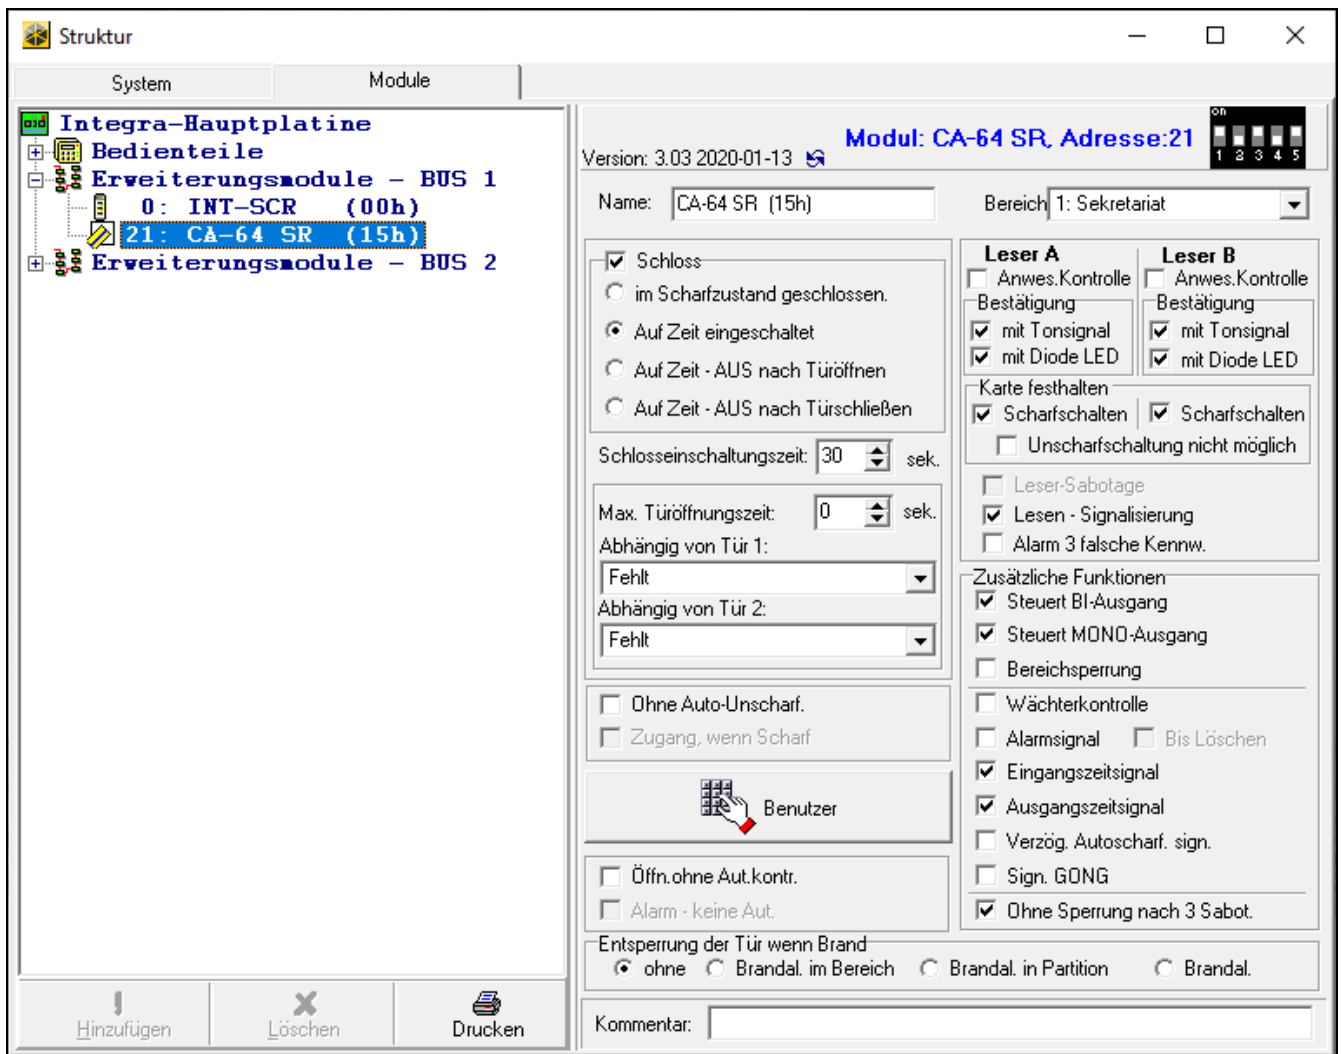 Struktur
System
Module
Integra-Hauptplatine
Bedienteile
Erweiterungsmodule - BUS 1
0: INT-SCR (00h)
21: CA-64 SR (15h)
Erweiterungsmodule - BUS 2
Hinzufügen
Löschen
Drucken
Version: 3.03 2020-01-13
Modul: CA-64 SR, Adresse:21
on
1 2 3 4 5
Name: CA-64 SR (15h)
Bereich 1: Sekretariat
Schloss
im Scharfzustand geschlossen.
Auf Zeit eingeschaltet
Auf Zeit - AUS nach Türöffnen
Auf Zeit - AUS nach Türschließen
Schlosseinschaltungszeit: 30 sek.
Max. Türöffnungszeit: 0 sek.
Abhängig von Tür 1:
Fehlt
Abhängig von Tür 2:
Fehlt
Ohne Auto-Unscharf.
Zugang, wenn Scharf
Benutzer
Öffn.ohne Aut.kontr.
Alarm - keine Aut.
Leser A
Leser B
Anwes.Kontrolle
Anwes.Kontrolle
Bestätigung
Bestätigung
mit Tonsignal
mit Tonsignal
mit Diode LED
mit Diode LED
Karte festhalten
Scharfschalten
Scharfschalten
Unscharfschaltung nicht möglich
Leser-Sabotage
Lesen - Signalisierung
Alarm 3 falsche Kennw.
Zusätzliche Funktionen
Steuert BI-Ausgang
Steuert MONO-Ausgang
Bereichsperrung
Wächterkontrolle
Alarmsignal
Bis Löschen
Eingangszeitsignal
Ausgangszeitsignal
Verzög. Autoscharf. sign.
Sign. GONG
Ohne Sperrung nach 3 Sabot.
Entsperrung der Tür wenn Brand
ohne
Brandal. im Bereich
Brandal. in Partition
Brandal.
Kommentar: